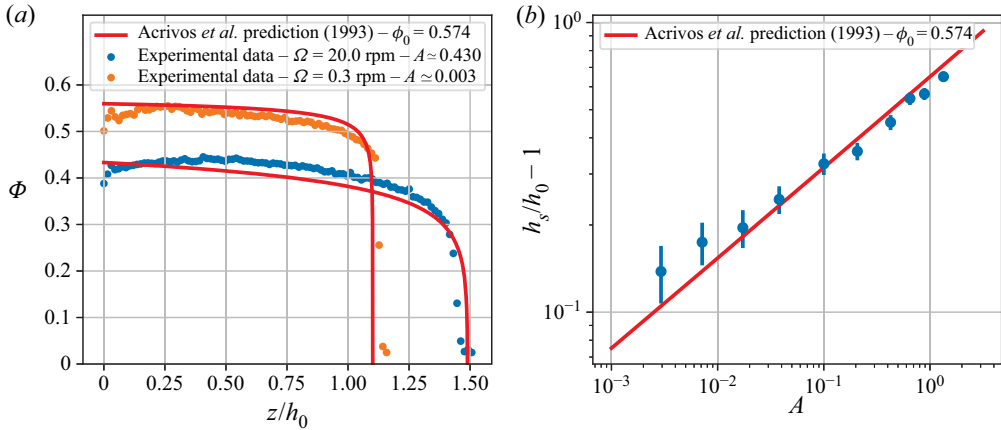 (a)
Acrivos et al. prediction (1993) – ϕ0 = 0.574
Experimental data – Ω = 20.0 rpm – A ≃ 0.430
Experimental data – Ω = 0.3 rpm – A ≃ 0.003
0.6
0.5
0.4
0.3
0.2
0.1
0
Φ
0 0.25 0.50 0.75 1.00 1.25 1.50
z/h0
(b)
Acrivos et al. prediction (1993) – ϕ0 = 0.574
10^0
10^−1
hs/h0 − 1
10^−3 10^−2 10^−1 10^0
A